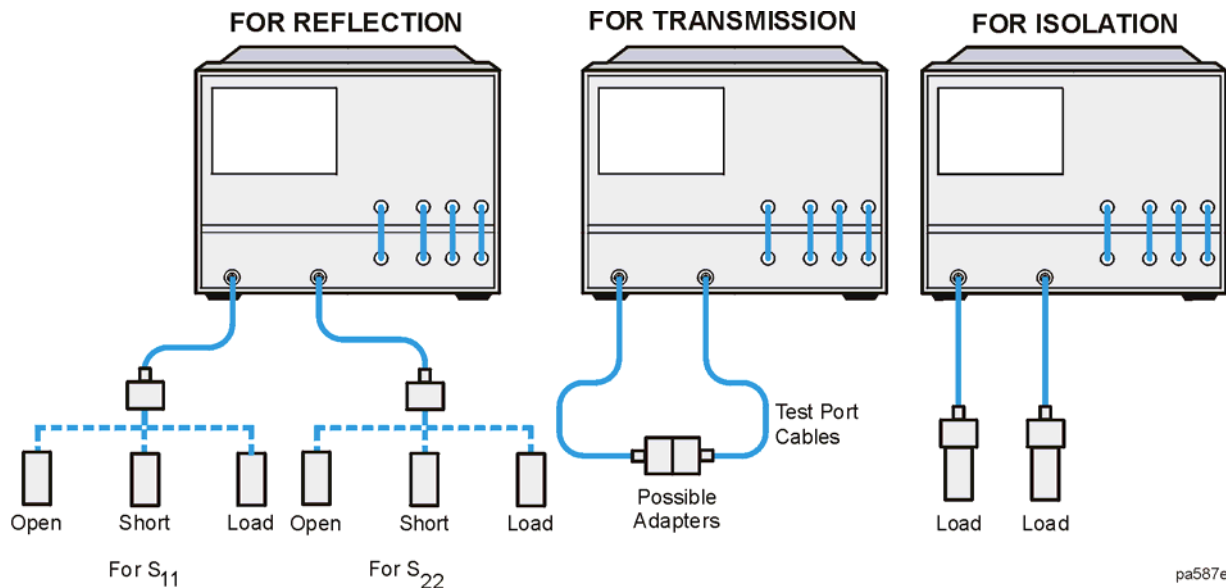 FOR REFLECTION
FOR TRANSMISSION
FOR ISOLATION
Test Port
Cables
Open
Short
Load
Open
Short
Load
Possible
Adapters
Load
Load
For S11
For S22
pa587e